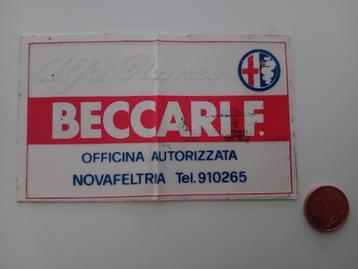 Alfa Romeo
BECCARI F.
OFFICINA AUTORIZZATA
NOVAFELTRIA Tel. 910265